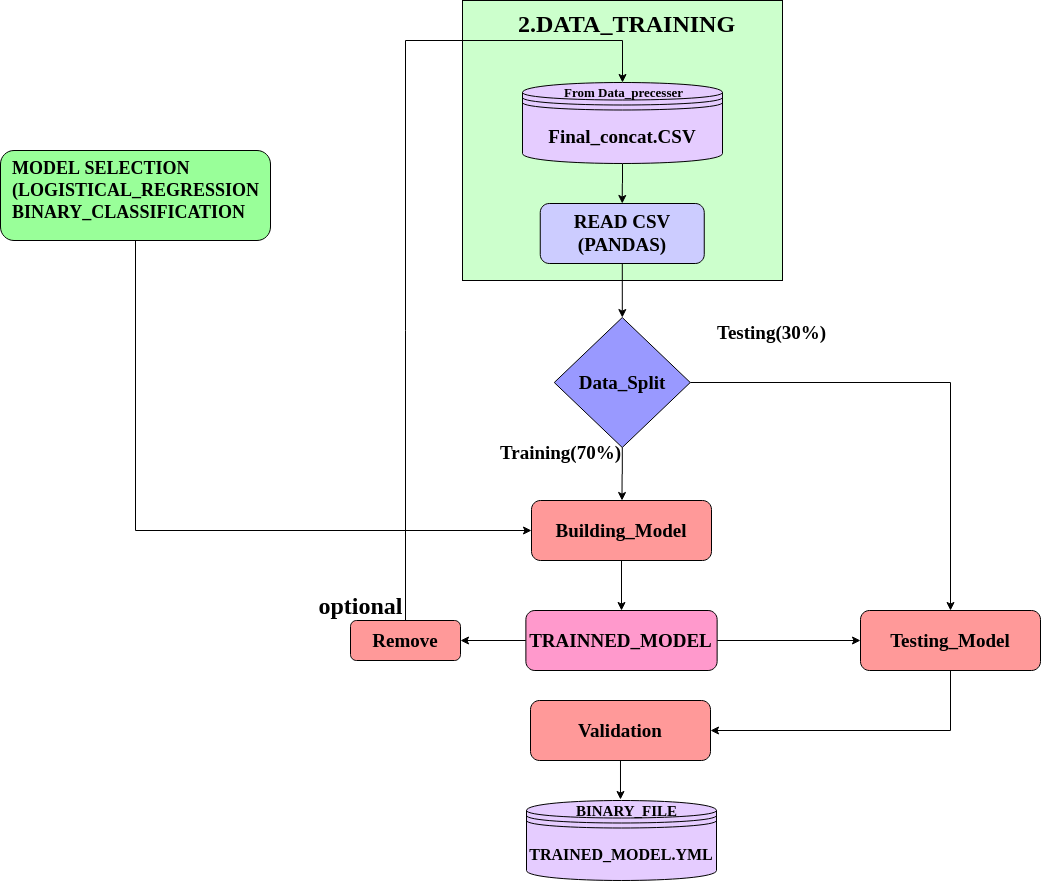 2.DATA_TRAINING
From Data_precesser
Final_concat.CSV
MODEL SELECTION
(LOGISTICAL_REGRESSION
BINARY_CLASSIFICATION
READ CSV
(PANDAS)
Testing(30%)
Data_Split
Training(70%)
Building_Model
optional
Remove
TRAINNED_MODEL
Testing_Model
Validation
BINARY_FILE
TRAINED_MODEL.YML